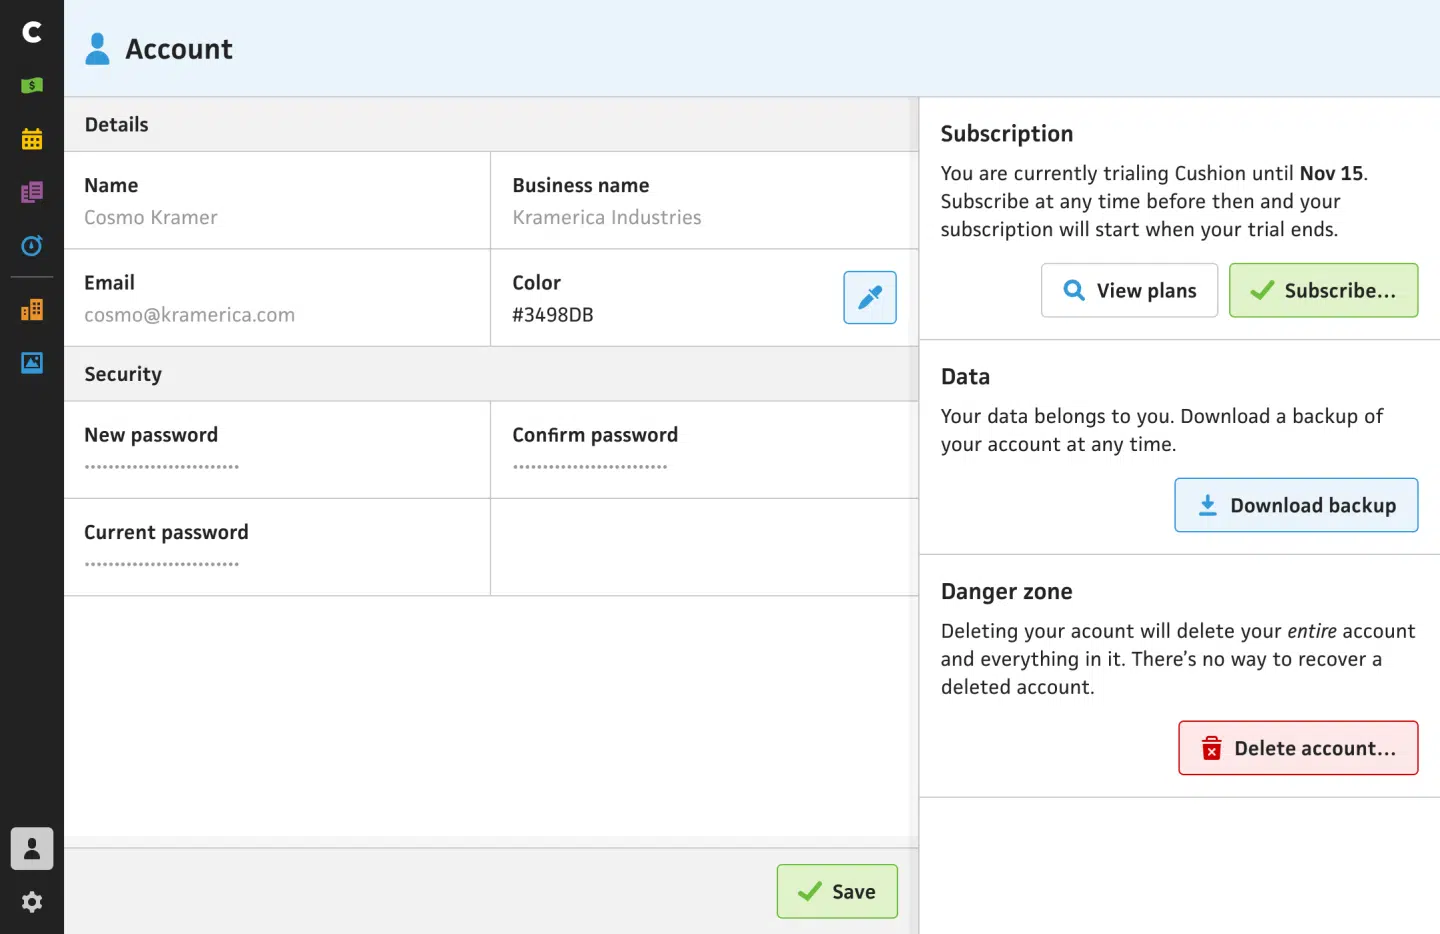 C
Account
Details
Name
Cosmo Kramer
Business name
Kramerica Industries
Email
cosmo@kramerica.com
Color
#3498DB
Security
New password
Confirm password
Current password
Save
Subscription
You are currently trialing Cushion until Nov 15.
Subscribe at any time before then and your
subscription will start when your trial ends.
View plans
Subscribe...
Data
Your data belongs to you. Download a backup of
your account at any time.
Download backup
Danger zone
Deleting your acount will delete your entire account
and everything in it. There’s no way to recover a
deleted account.
Delete account...